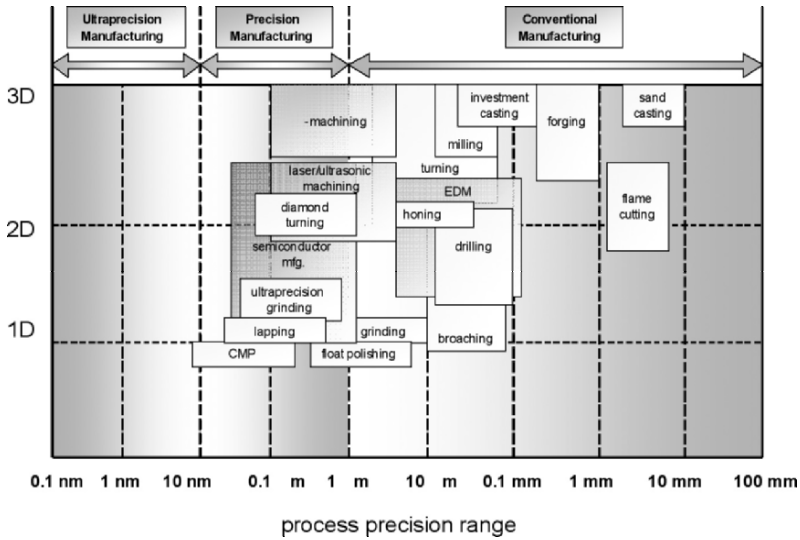 Ultraprecision
Manufacturing
Precision
Manufacturing
Conventional
Manufacturing
3D
-machining
investment
casting
sand
casting
forging
milling
laser/ultrasonic
machining
turning
EDM
diamond
turning
honing
flame
cutting
2D
semiconductor
mfg.
drilling
ultraprecision
grinding
1D
lapping
grinding
broaching
CMP
float polishing
0.1 nm 1 nm 10 nm 0.1 m 1 m 10 m 0.1 mm 1 mm 10 mm 100 mm
process precision range